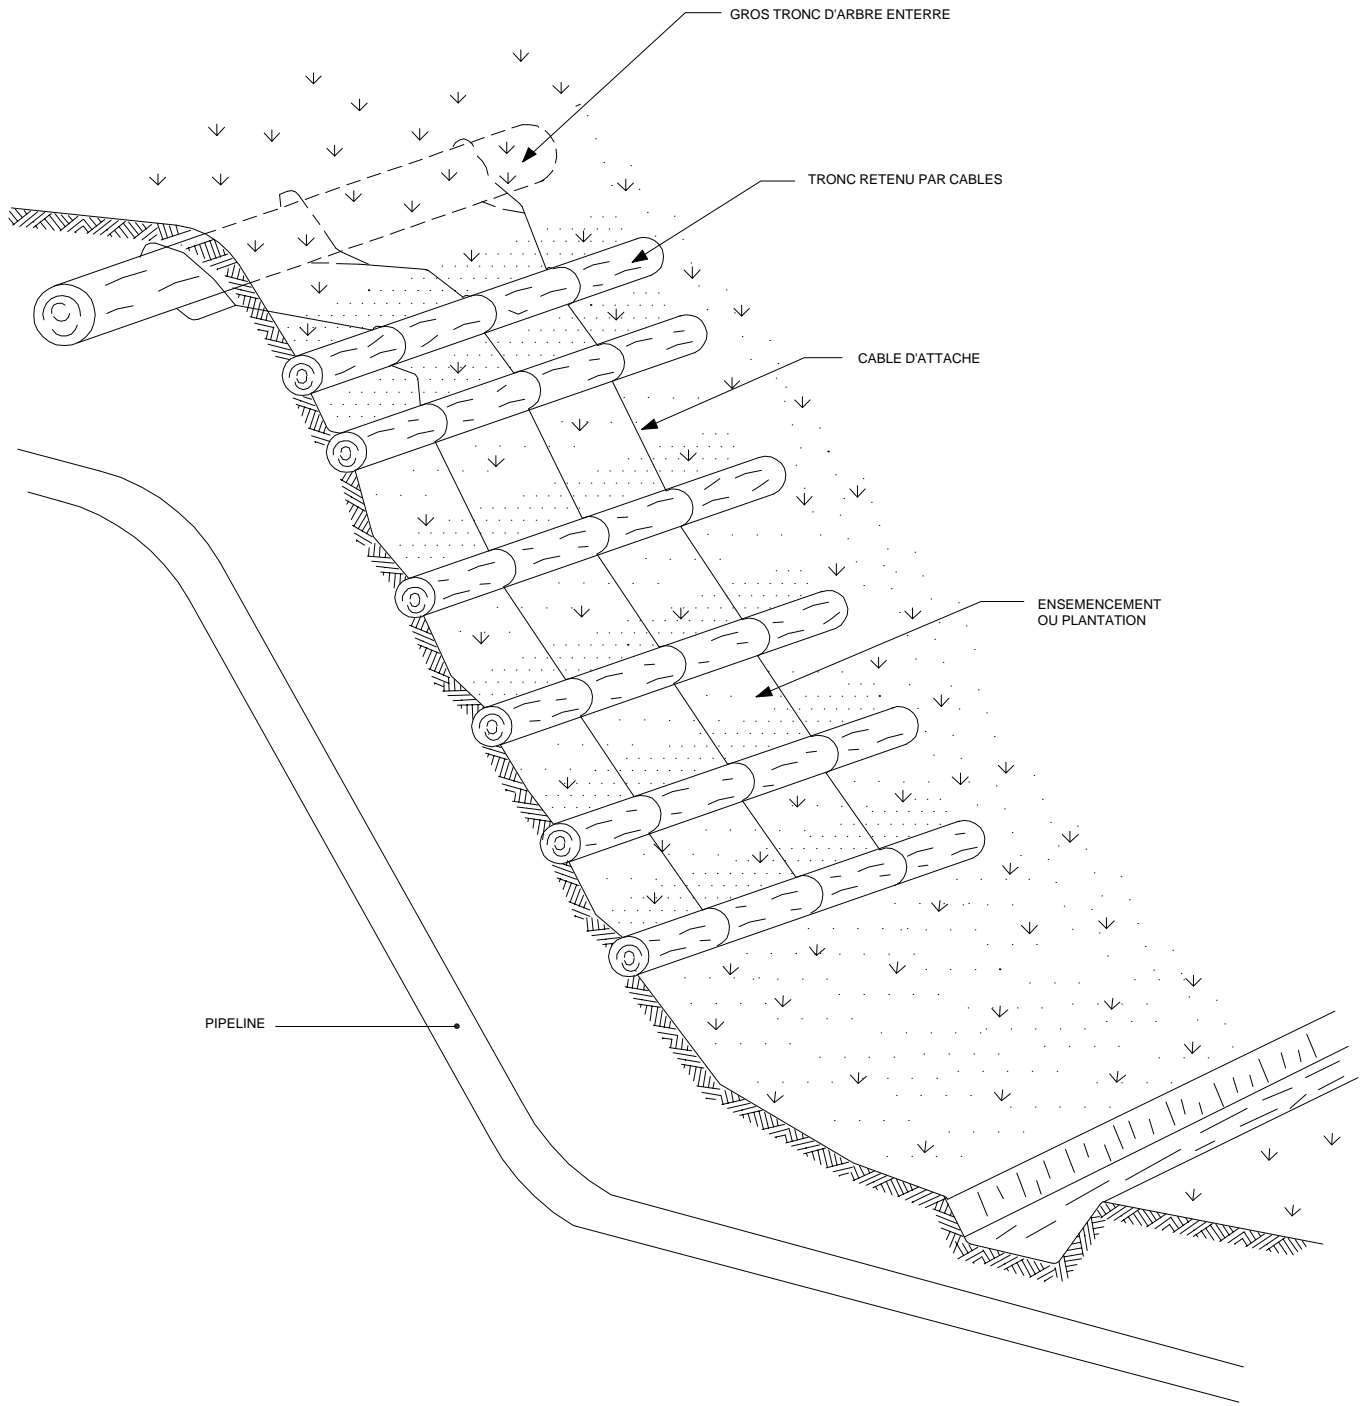 GROS TRONC D'ARBRE ENTERRE
TRONC RETENU PAR CABLES
CABLE D'ATTACHE
ENSEMENCEMENT
OU PLANTATION
PIPELINE